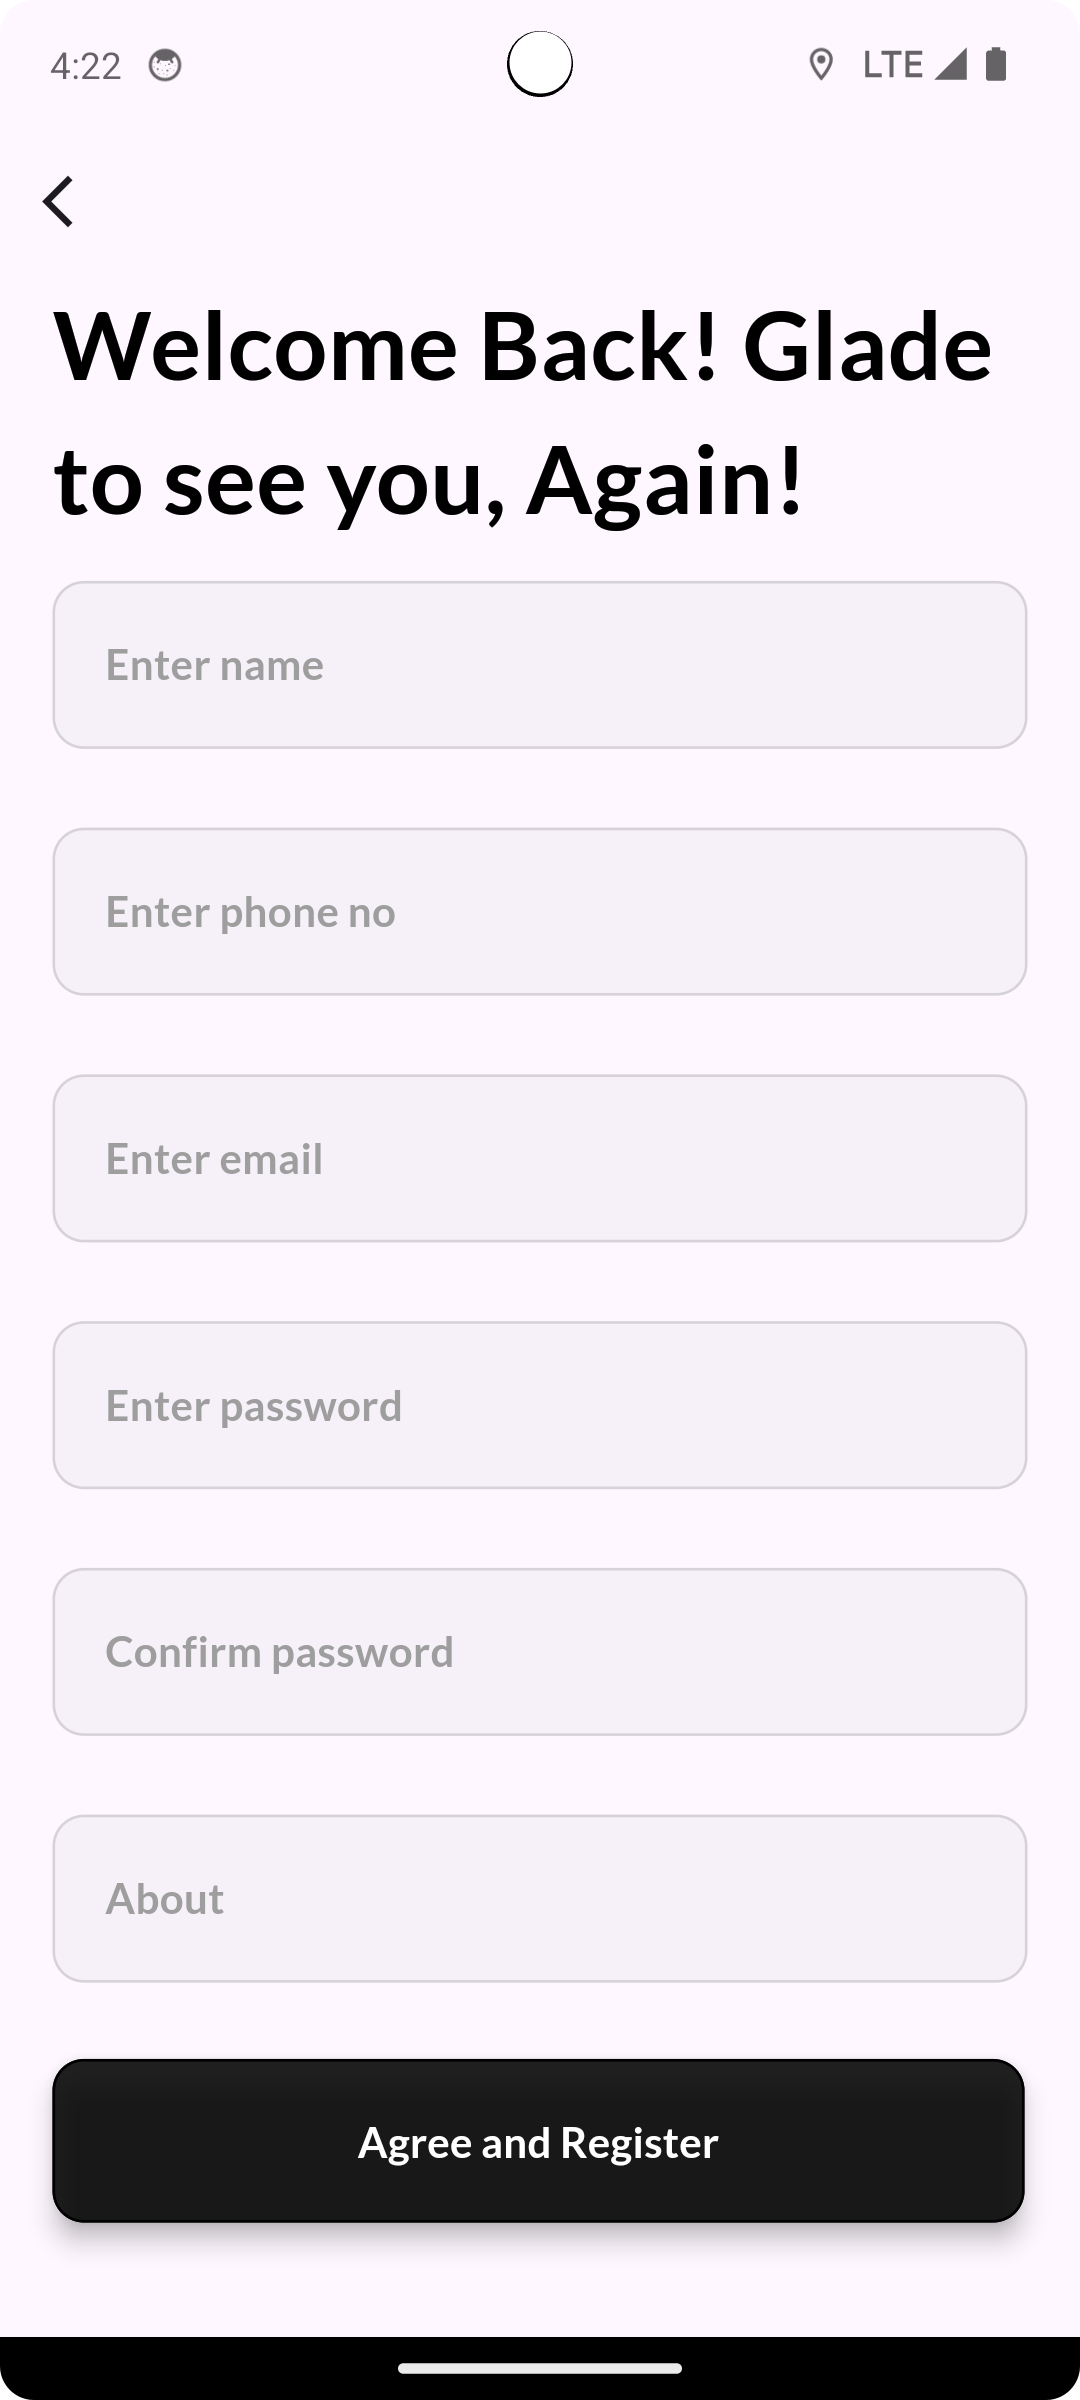 4:22
LTE
Welcome Back! Glade
to see you, Again!
Enter name
Enter phone no
Enter email
Enter password
Confirm password
About
Agree and Register